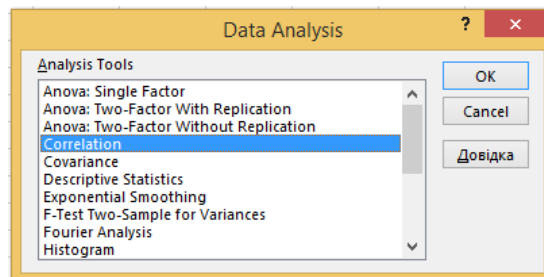 Data Analysis
?
×
Analysis Tools
Anova: Single Factor
Anova: Two-Factor With Replication
Anova: Two-Factor Without Replication
Correlation
Covariance
Descriptive Statistics
Exponential Smoothing
F-Test Two-Sample for Variances
Fourier Analysis
Histogram
OK
Cancel
Довідка